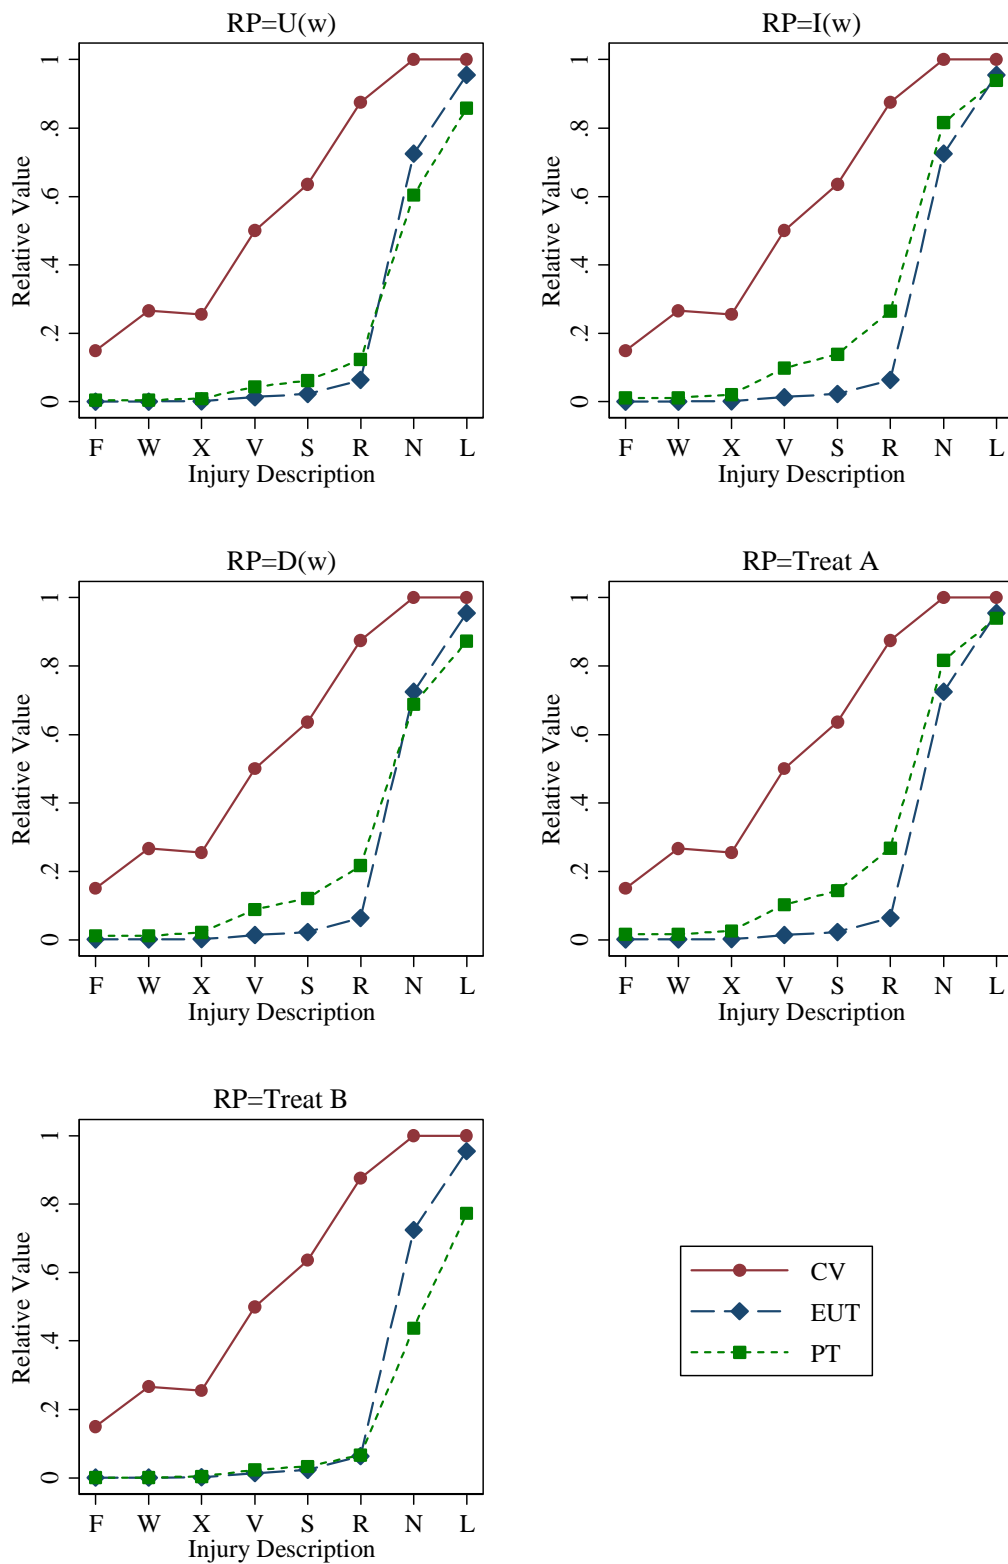 RP=U(w)
Relative Value
0 .2 .4 .6 .8 1
F W X V S R N L
Injury Description
RP=I(w)
Relative Value
0 .2 .4 .6 .8 1
F W X V S R N L
Injury Description
RP=D(w)
Relative Value
0 .2 .4 .6 .8 1
F W X V S R N L
Injury Description
RP=Treat A
Relative Value
0 .2 .4 .6 .8 1
F W X V S R N L
Injury Description
RP=Treat B
Relative Value
0 .2 .4 .6 .8 1
F W X V S R N L
Injury Description
CV
EUT
PT